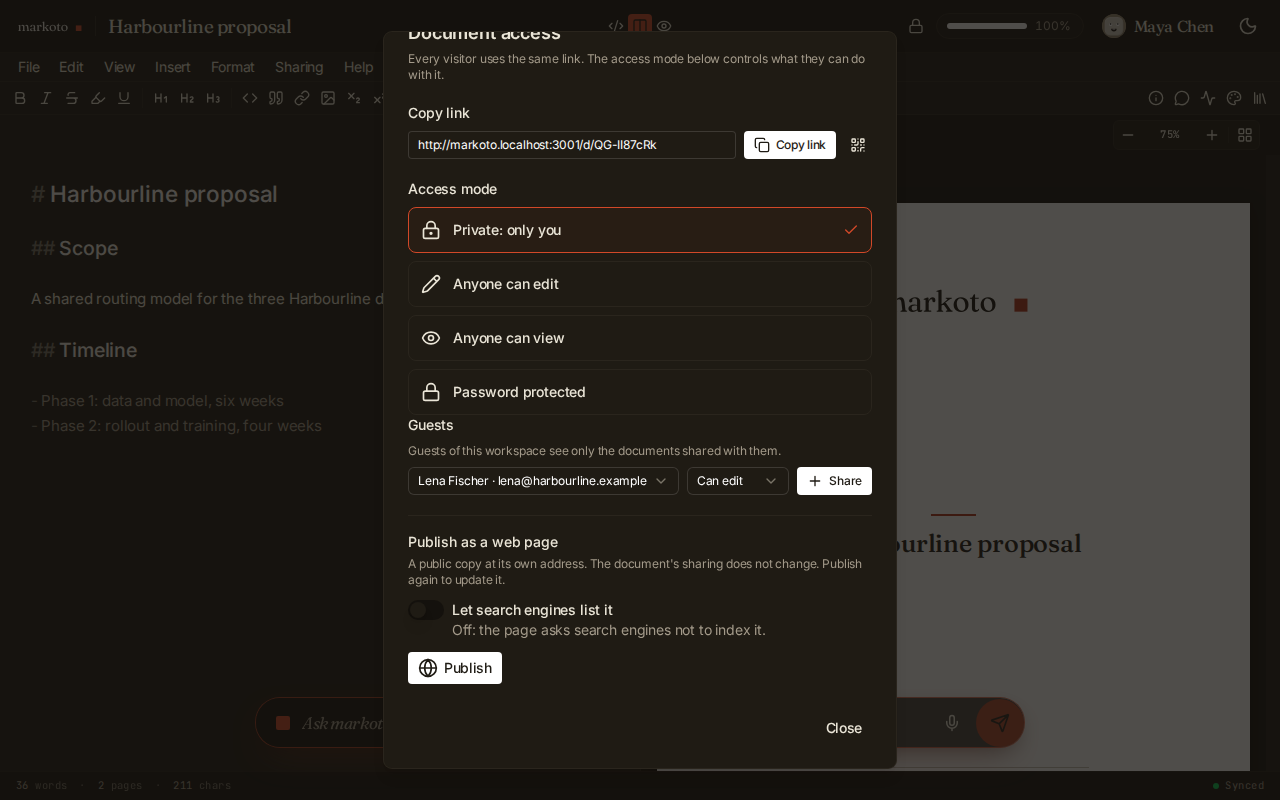 markoto
Harbourline proposal
100%
Maya Chen
File Edit View Insert Format Sharing Help
H1 H2 H3
75%
# Harbourline proposal
## Scope
A shared routing model for the three Harbourline d
## Timeline
- Phase 1: data and model, six weeks
- Phase 2: rollout and training, four weeks
Document access
Every visitor uses the same link. The access mode below controls what they can do
with it.
Copy link
http://markoto.localhost:3001/d/QG-lI87cRk
Copy link
Access mode
Private: only you
Anyone can edit
Anyone can view
Password protected
Guests
Guests of this workspace see only the documents shared with them.
Lena Fischer · lena@harbourline.example
Can edit
Share
Publish as a web page
A public copy at its own address. The document's sharing does not change. Publish
again to update it.
Let search engines list it
Off: the page asks search engines not to index it.
Publish
Close
arkoto
urline proposal
Ask markot
36 words · 2 pages · 211 chars
Synced